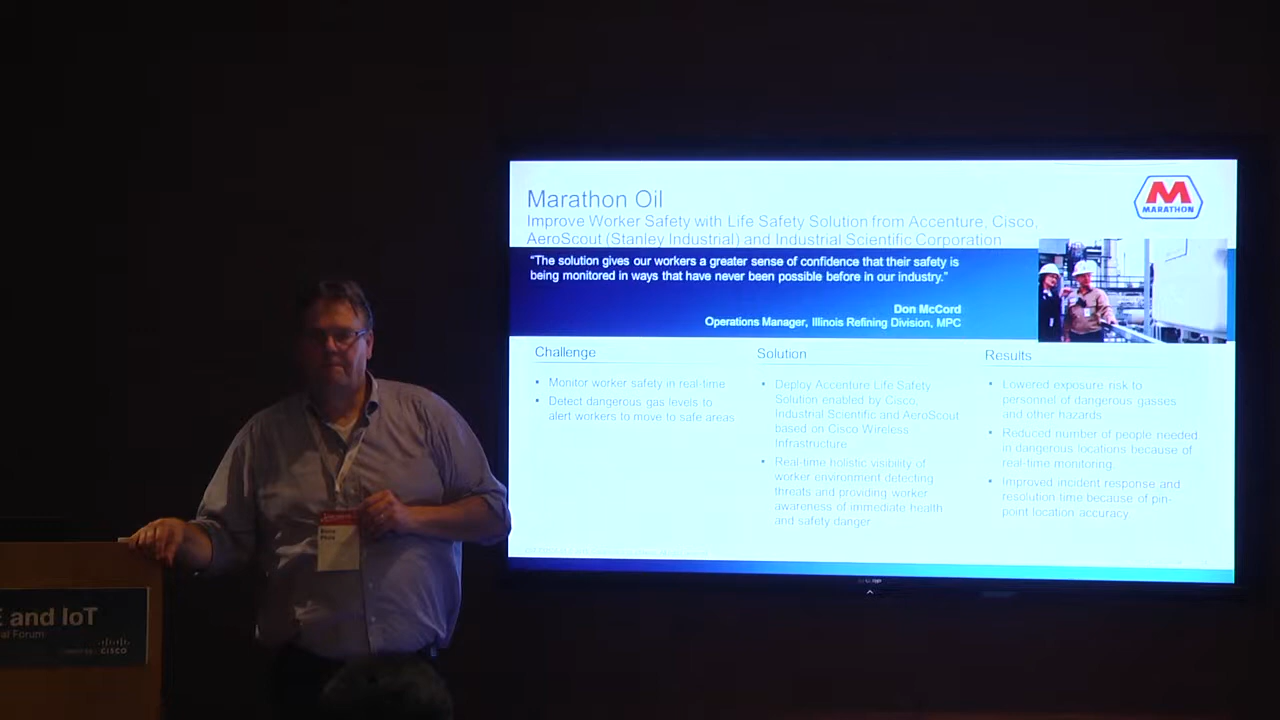 Marathon Oil
Improve Worker Safety with Life Safety Solution from Accenture, Cisco,
AeroScout (Stanley Industrial) and Industrial Scientific Corporation
MARATHON
“The solution gives our workers a greater sense of confidence that their safety is
being monitored in ways that have never been possible before in our industry.”
Don McCord
Operations Manager, Illinois Refining Division, MPC
Challenge
• Monitor worker safety in real-time
• Detect dangerous gas levels to
alert workers to move to safe areas
Solution
• Deploy Accenture Life Safety
Solution enabled by Cisco,
Industrial Scientific and AeroScout
based on Cisco Wireless
Infrastructure
• Real-time holistic visibility of
worker environment detecting
threats and providing worker
awareness of immediate health
and safety danger
Results
• Lowered exposure risk to
personnel of dangerous gasses
and other hazards
• Reduced number of people needed
in dangerous locations because of
real-time monitoring.
• Improved incident response and
resolution time because of pin-
point location accuracy.
SHARP
E and IoT
al Forum
CISCO